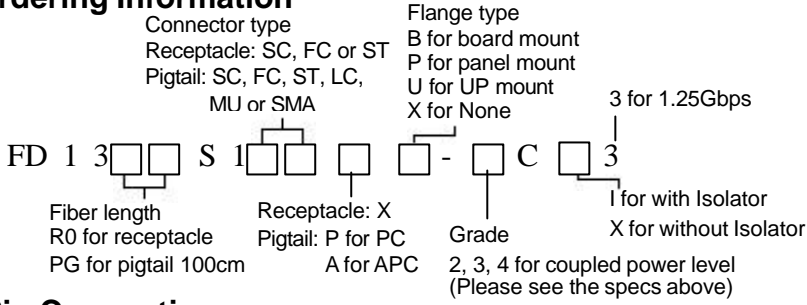 rdering Information
Connector type
Receptacle: SC, FC or ST
Pigtail: SC, FC, ST, LC,
MU or SMA
Flange type
B for board mount
P for panel mount
U for UP mount
X for None
3 for 1.25Gbps
FD 1 3 S 1 - C 3
Fiber length
R0 for receptacle
PG for pigtail 100cm
Receptacle: X
Pigtail: P for PC
A for APC
Grade
2, 3, 4 for coupled power level
(Please see the specs above)
I for with Isolator
X for without Isolator